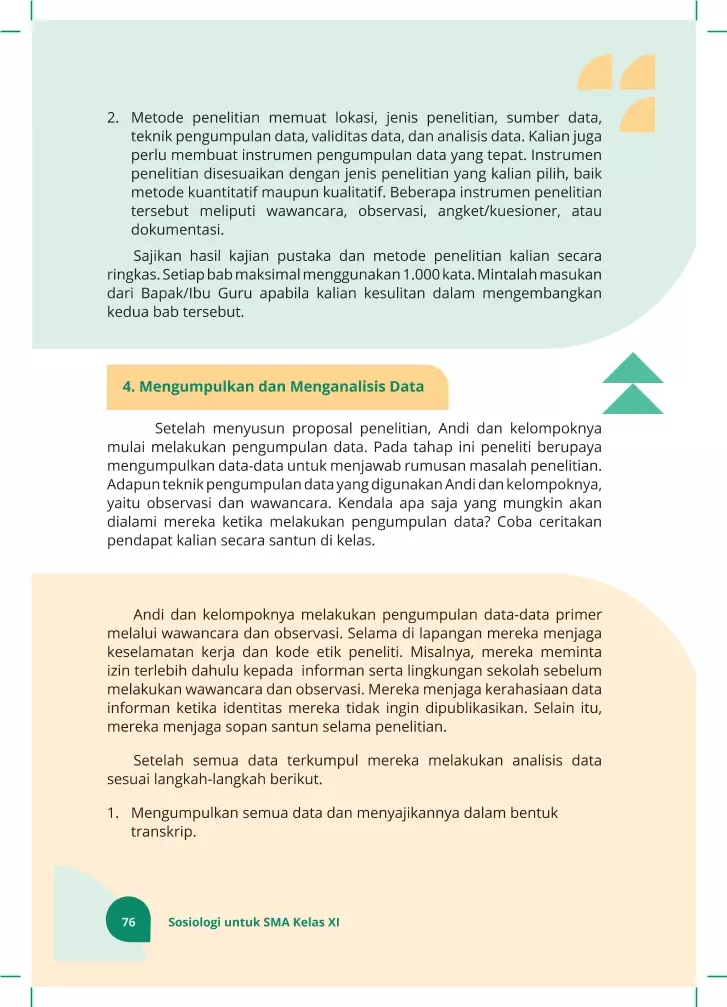 2. Metode penelitian memuat lokasi, jenis penelitian, sumber data,
teknik pengumpulan data, validitas data, dan analisis data. Kalian juga
perlu membuat instrumen pengumpulan data yang tepat. Instrumen
penelitian disesuaikan dengan jenis penelitian yang kalian pilih, baik
metode kuantitatif maupun kualitatif. Beberapa instrumen penelitian
tersebut meliputi wawancara, observasi, angket/kuesioner, atau
dokumentasi.
Sajikan hasil kajian pustaka dan metode penelitian kalian secara
ringkas. Setiap bab maksimal menggunakan 1.000 kata. Mintalah masukan
dari Bapak/Ibu Guru apabila kalian kesulitan dalam mengembangkan
kedua bab tersebut.
4. Mengumpulkan dan Menganalisis Data
Setelah menyusun proposal penelitian, Andi dan kelompoknya
mulai melakukan pengumpulan data. Pada tahap ini peneliti berupaya
mengumpulkan data-data untuk menjawab rumusan masalah penelitian.
Adapun teknik pengumpulan data yang digunakan Andi dan kelompoknya,
yaitu observasi dan wawancara. Kendala apa saja yang mungkin akan
dialami mereka ketika melakukan pengumpulan data? Coba ceritakan
pendapat kalian secara santun di kelas.
Andi dan kelompoknya melakukan pengumpulan data-data primer
melalui wawancara dan observasi. Selama di lapangan mereka menjaga
keselamatan kerja dan kode etik peneliti. Misalnya, mereka meminta
izin terlebih dahulu kepada informan serta lingkungan sekolah sebelum
melakukan wawancara dan observasi. Mereka menjaga kerahasiaan data
informan ketika identitas mereka tidak ingin dipublikasikan. Selain itu,
mereka menjaga sopan santun selama penelitian.
Setelah semua data terkumpul mereka melakukan analisis data
sesuai langkah-langkah berikut.
1. Mengumpulkan semua data dan menyajikannya dalam bentuk
transkrip.
76 Sosiologi untuk SMA Kelas XI